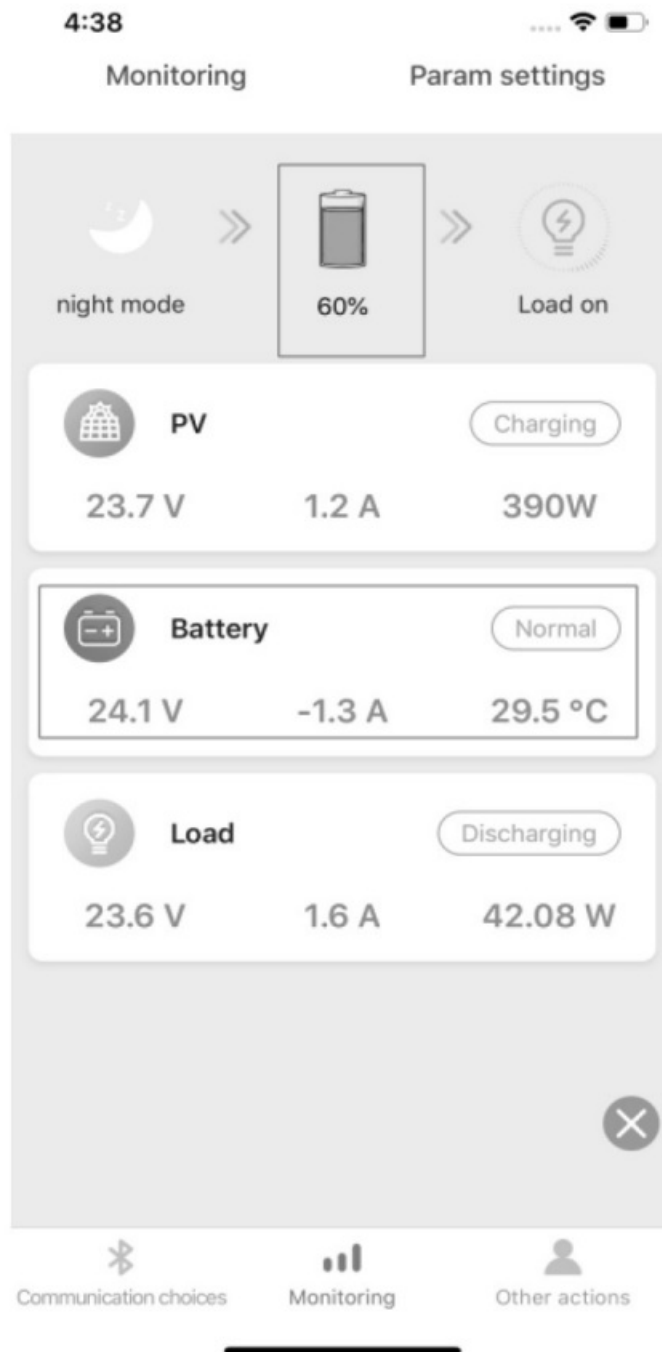 4:38
Monitoring Param settings
night mode 60% Load on
PV Charging
23.7 V 1.2 A 390W
Battery Normal
24.1 V -1.3 A 29.5 °C
Load Discharging
23.6 V 1.6 A 42.08 W
Communication choices Monitoring Other actions